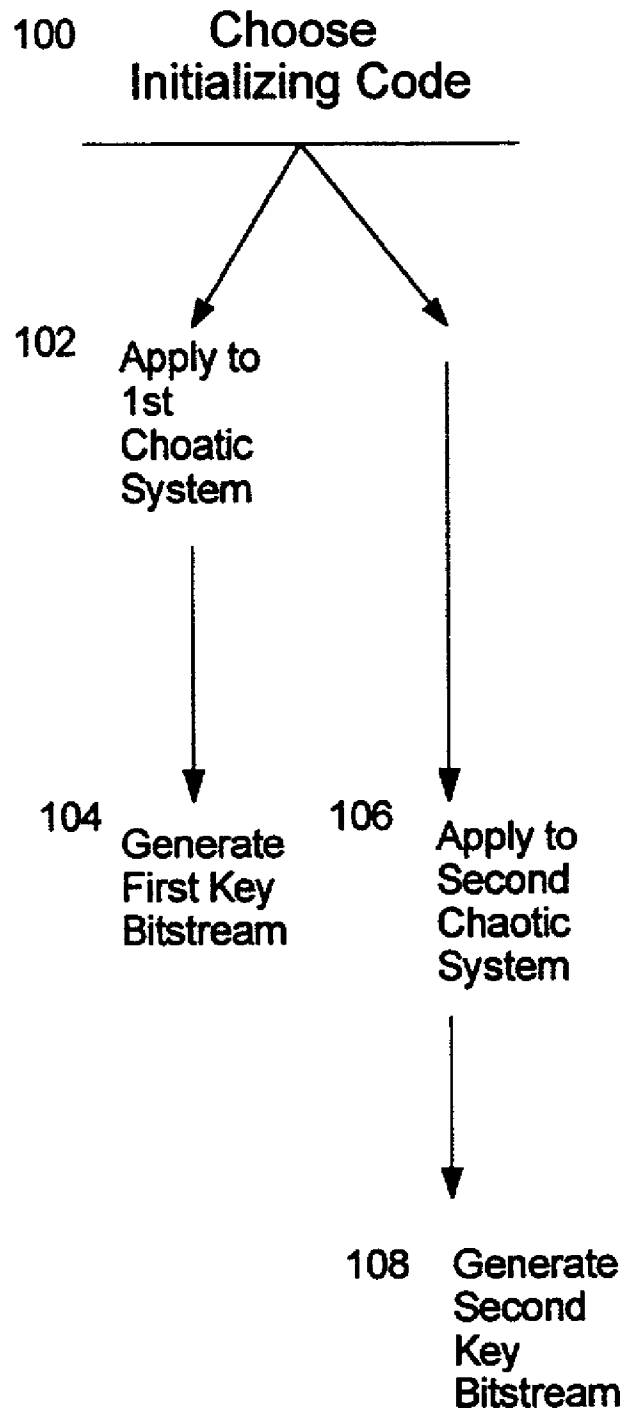 100 Choose
Initializing Code
102 Apply to
1st
Choatic
System
104 Generate
First Key
Bitstream
106 Apply to
Second
Chaotic
System
108 Generate
Second
Key
Bitstream